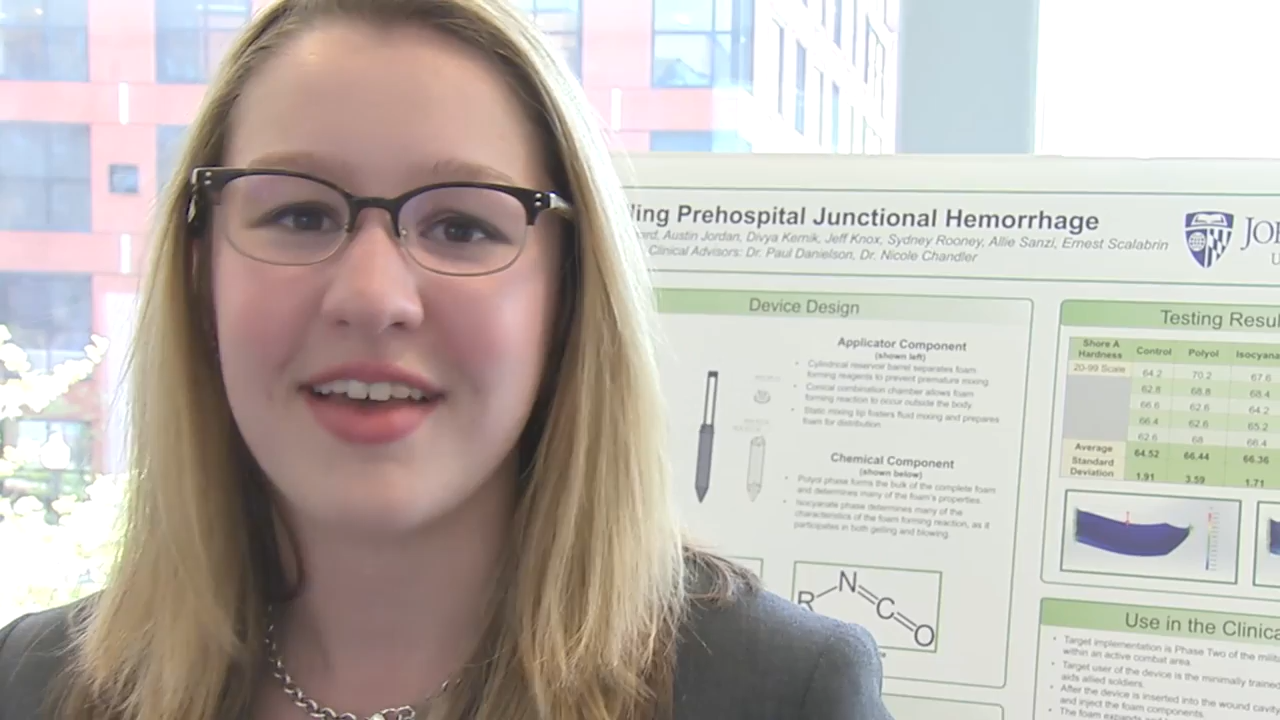 ling Prehospital Junctional Hemorrhage
Austin Jordan, Divya Kernik, Jeff Knox, Sydney Rooney, Allie Sanzi, Ernest Scalabrin
Clinical Advisors: Dr. Paul Danielson, Dr. Nicole Chandler
JO
U
Device Design
Applicator Component
(shown left)
• Cylindrical reservoir barrel separates foam
forming reagents to prevent premature mixing
• Conical combination chamber allows foam
forming reaction to occur outside the body
• Static mixing tip fosters fluid mixing and prepares
foam for distribution
Chemical Component
(shown below)
• Polyol phase forms the bulk of the complete foam
and determines many of the foam's properties.
• Isocyanate phase determines many of the
characteristics of the foam forming reaction, as it
participates in both gelling and blowing
R N C O
Testing Resul
Shore A Hardness Control Polyol Isocyana
20-99 Scale 64.2 70.2 67.6
62.8 68.8 68.4
66.6 62.6 64.2
66.4 62.6 65.2
62.6 68 66.4
Average 64.52 66.44 66.36
Standard Deviation 1.91 3.59 1.71
Use in the Clinica
• Target implementation is Phase Two of the milit
within an active combat area.
• Target user of the device is the minimally trained
aids allied soldiers.
• After the device is inserted into the wound cavity
and inject the foam components.
• The foam expands